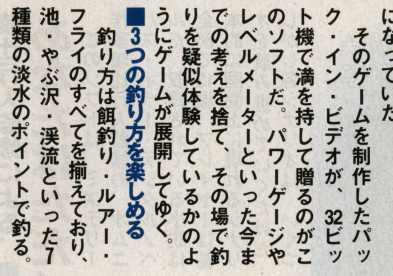 になっていた
　そのゲームを制作したパッ
ク・イン・ビデオが、32ビッ
ト機で満を持して贈るのがこ
のソフトだ。パワーゲージや
レベルメーターといった今ま
での考えを捨て、その場で釣
りを疑似体験しているかのよ
うにゲームが展開してゆく。
■3つの釣り方を楽しめる
　釣り方は餌釣り・ルアー・
フライのすべてを揃えており、
池・やぶ沢・渓流といった7
種類の淡水のポイントで釣る。